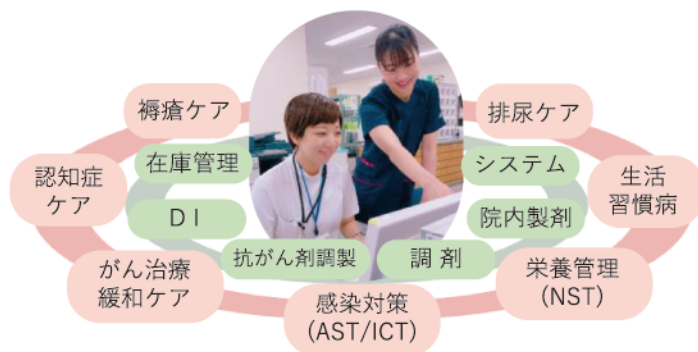 褥瘡ケア
排尿ケア
在庫管理
システム
認知症
ケア
生活
習慣病
DI
院内製剤
抗がん剤調製
調剤
がん治療
緩和ケア
栄養管理
(NST)
感染対策
(AST/ICT)